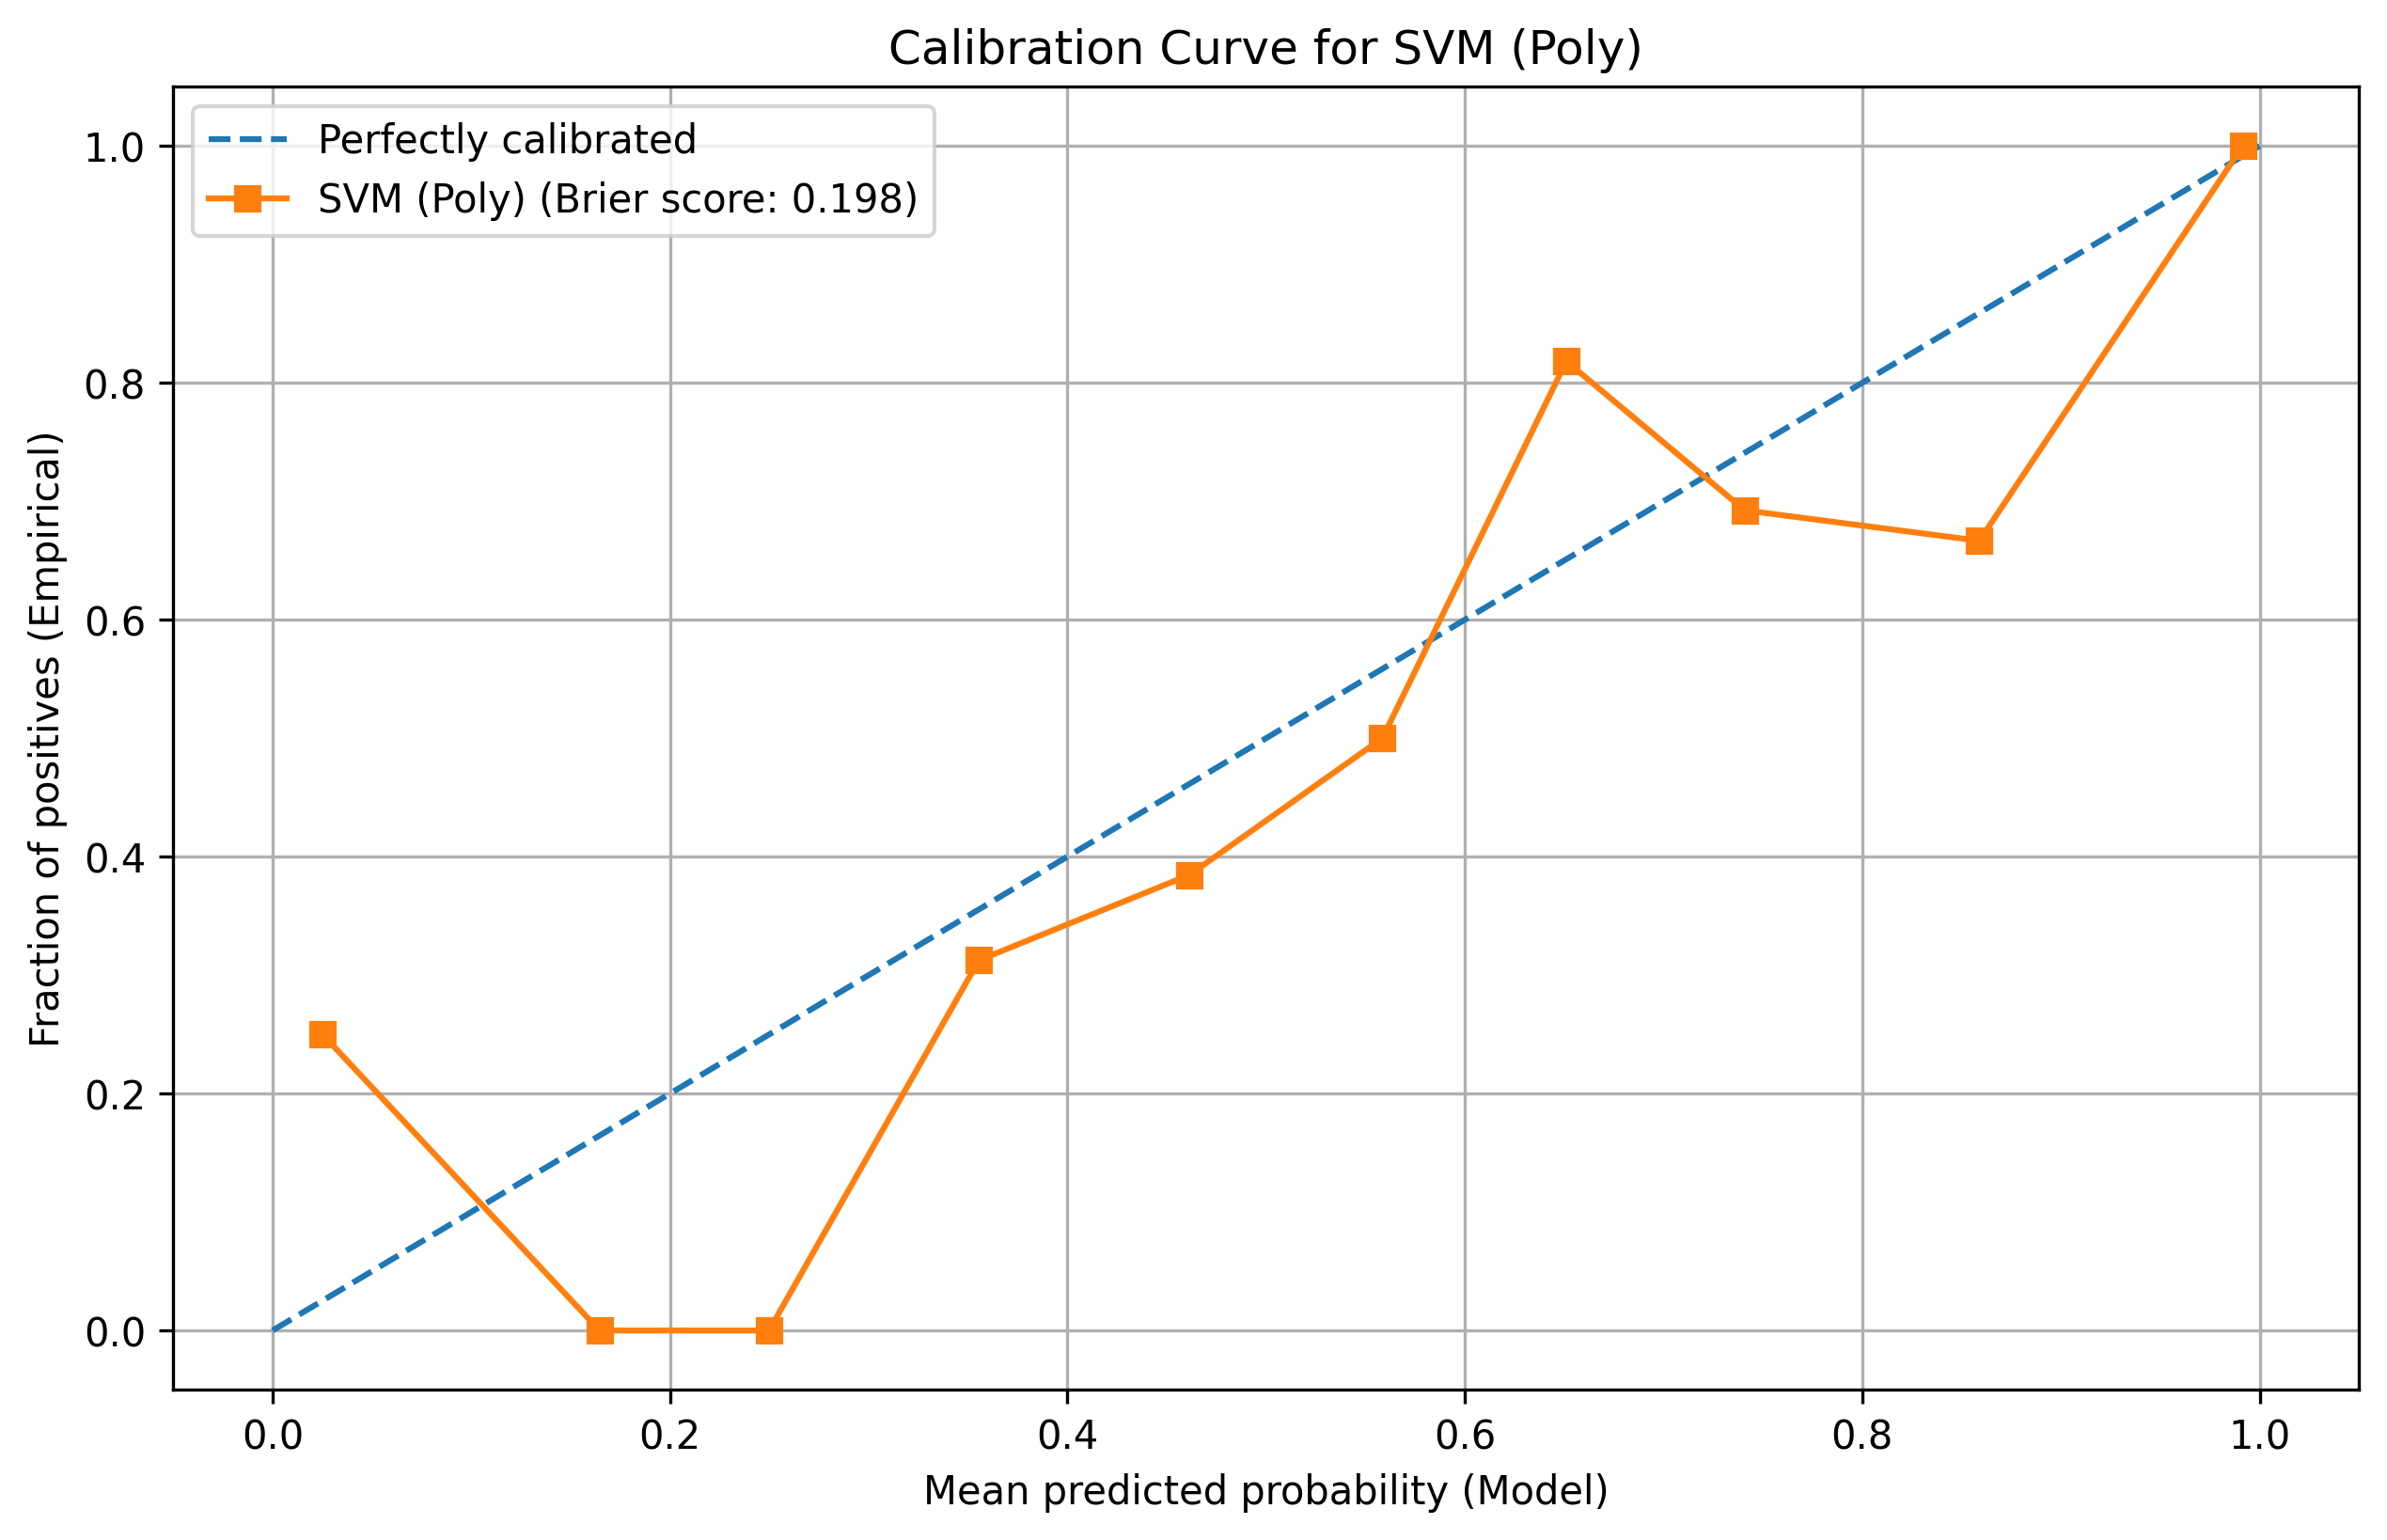 Calibration Curve for SVM (Poly)
Perfectly calibrated
SVM (Poly) (Brier score: 0.198)
Fraction of positives (Empirical)
1.0
0.8
0.6
0.4
0.2
0.0
0.0 0.2 0.4 0.6 0.8 1.0
Mean predicted probability (Model)